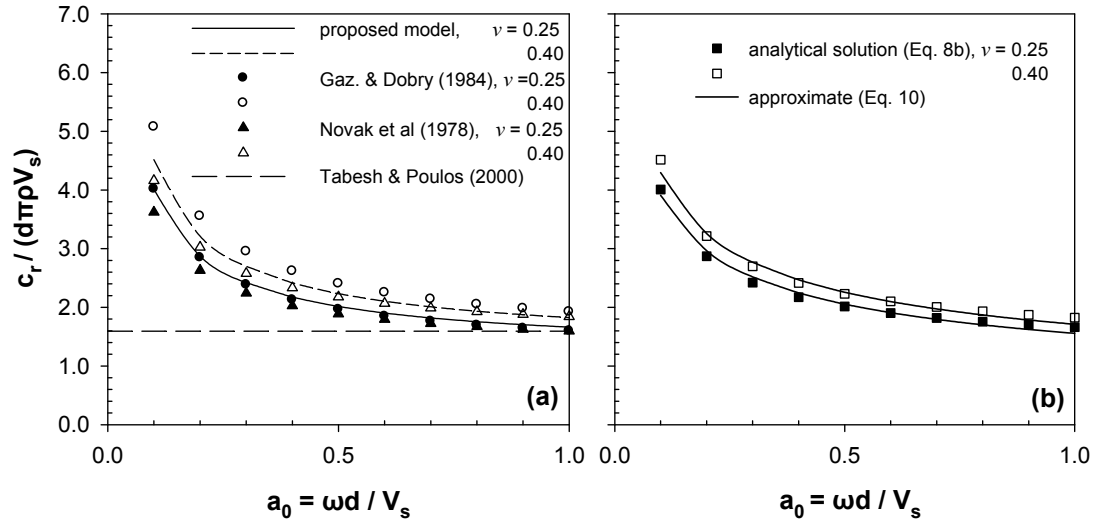 7.0
6.0
5.0
4.0
3.0
2.0
1.0
0.0
c_r / (dπρV_s)
proposed model, ν = 0.25
0.40
Gaz. & Dobry (1984), ν =0.25
0.40
Novak et al (1978), ν = 0.25
0.40
Tabesh & Poulos (2000)
(a)
0.0 0.5 1.0
a_0 = ωd / V_s
analytical solution (Eq. 8b), ν = 0.25
0.40
approximate (Eq. 10)
(b)
0.0 0.5 1.0
a_0 = ωd / V_s